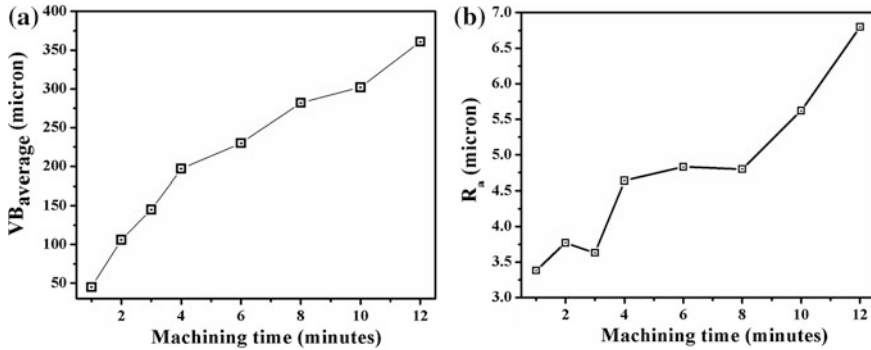 (a)
400
350
300
250
200
150
100
50
VBaverage (micron)
2 4 6 8 10 12
Machining time (minutes)
(b)
7.0
6.5
6.0
5.5
5.0
4.5
4.0
3.5
3.0
Ra (micron)
2 4 6 8 10 12
Machining time (minutes)